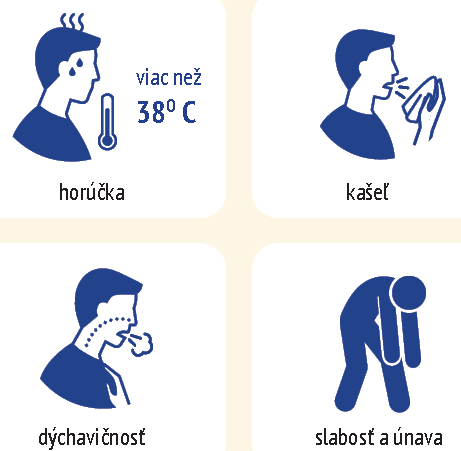 viac než
38⁰ C
horúčka
kašeľ
dýchavičnosť
slabosť a únava